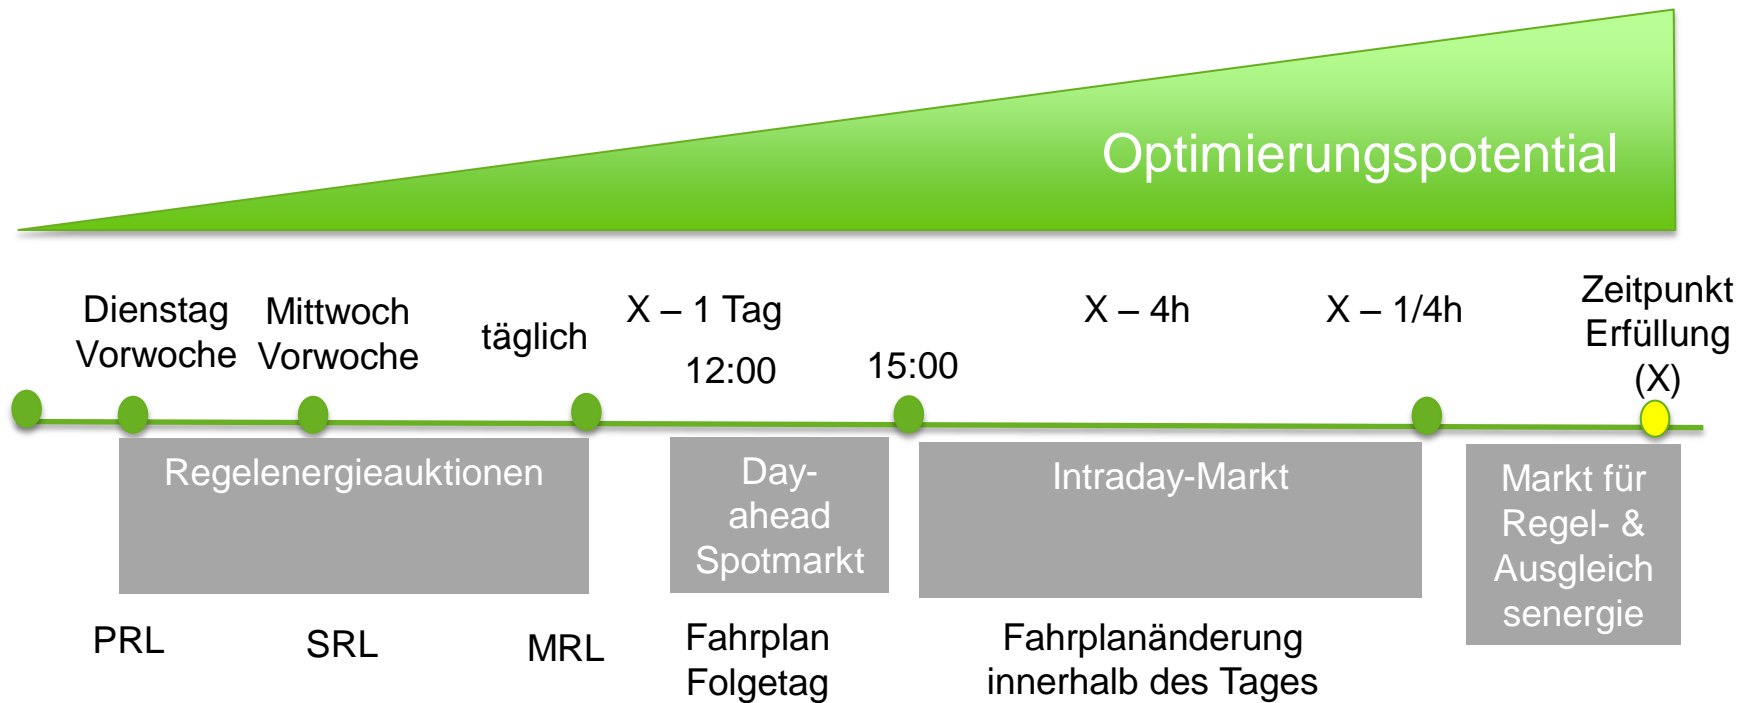 Optimierungspotential
Dienstag
Vorwoche
Mittwoch
Vorwoche
täglich
X – 1 Tag
12:00
15:00
X – 4h
X – 1/4h
Zeitpunkt
Erfüllung
(X)
Regelenergieauktionen
Day-
ahead
Spotmarkt
Intraday-Markt
Markt für
Regel- &
Ausgleich
senergie
PRL
SRL
MRL
Fahrplan
Folgetag
Fahrplanänderung
innerhalb des Tages